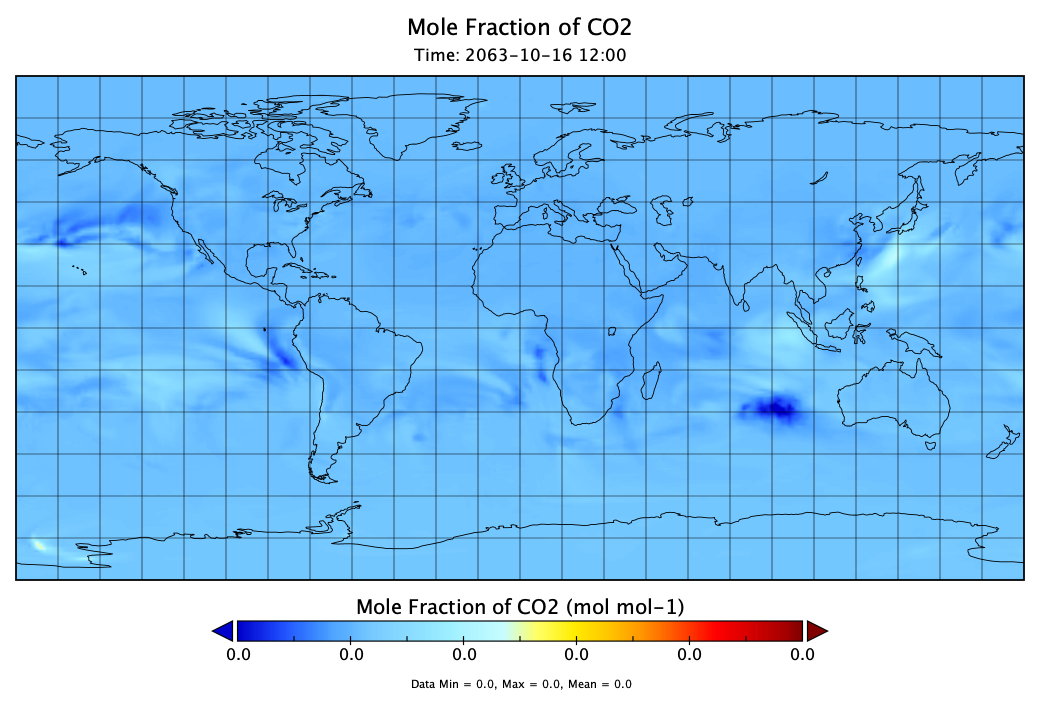 Mole Fraction of CO2
Time: 2063-10-16 12:00
Mole Fraction of CO2 (mol mol-1)
0.0 0.0 0.0 0.0 0.0 0.0
Data Min = 0.0, Max = 0.0, Mean = 0.0